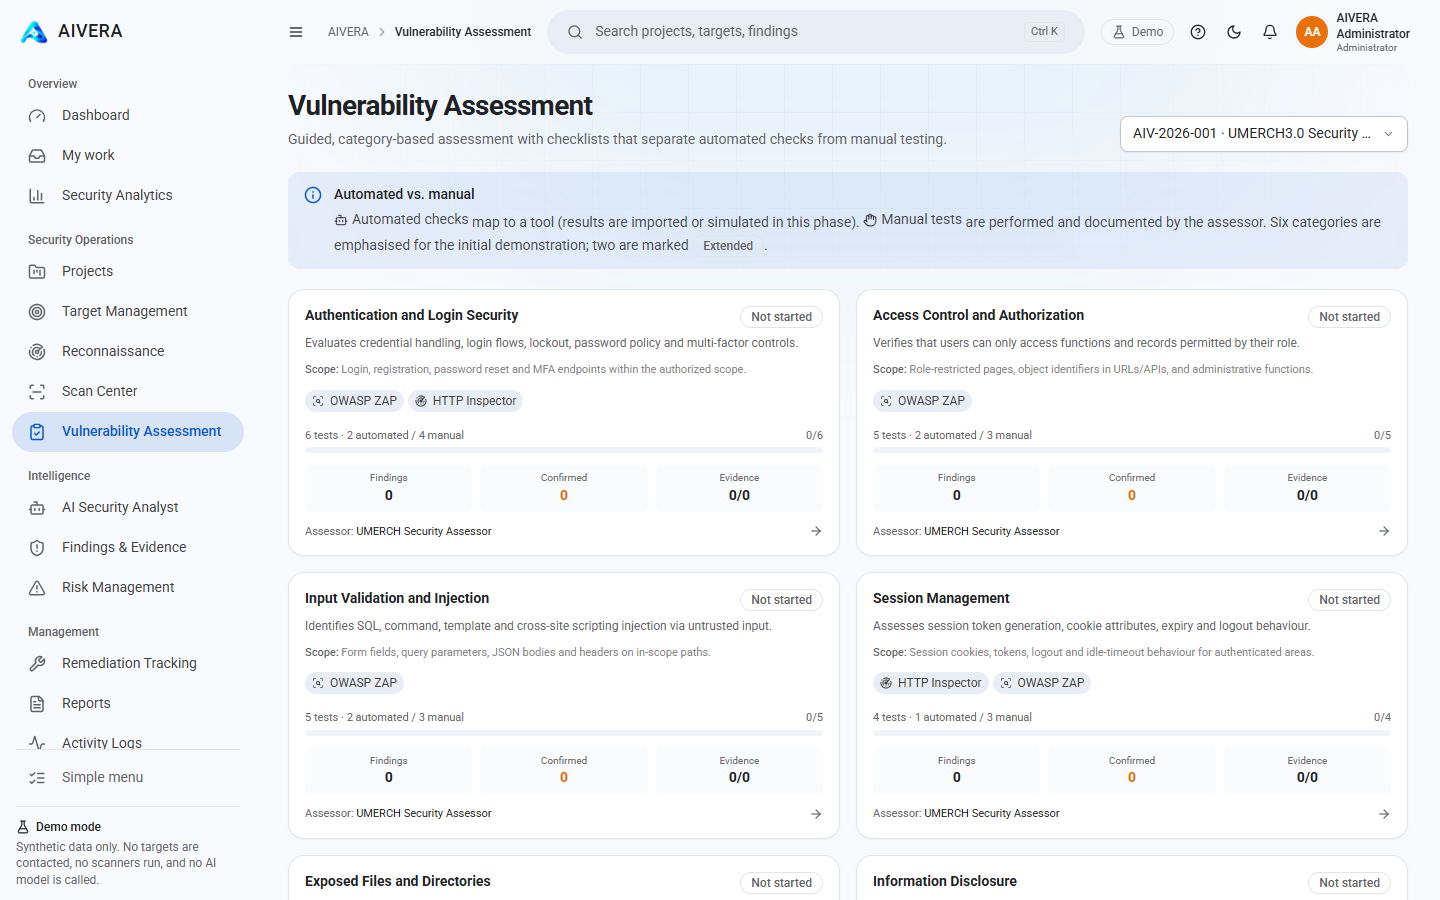 AIVERA
AIVERA > Vulnerability Assessment
Search projects, targets, findings
Ctrl K
Demo
AA
AIVERA Administrator
Administrator
Overview
Dashboard
My work
Security Analytics
Security Operations
Projects
Target Management
Reconnaissance
Scan Center
Vulnerability Assessment
Intelligence
AI Security Analyst
Findings & Evidence
Risk Management
Management
Remediation Tracking
Reports
Activity Logs
Simple menu
Demo mode
Synthetic data only. No targets are
contacted, no scanners run, and no AI
model is called.
Vulnerability Assessment
Guided, category-based assessment with checklists that separate automated checks from manual testing.
AIV-2026-001 · UMERCH3.0 Security ...
Automated vs. manual
Automated checks map to a tool (results are imported or simulated in this phase). Manual tests are performed and documented by the assessor. Six categories are
emphasised for the initial demonstration; two are marked Extended .
Authentication and Login Security
Not started
Evaluates credential handling, login flows, lockout, password policy and multi-factor controls.
Scope: Login, registration, password reset and MFA endpoints within the authorized scope.
OWASP ZAP
HTTP Inspector
6 tests · 2 automated / 4 manual
0/6
Findings
0
Confirmed
0
Evidence
0/0
Assessor: UMERCH Security Assessor
Access Control and Authorization
Not started
Verifies that users can only access functions and records permitted by their role.
Scope: Role-restricted pages, object identifiers in URLs/APIs, and administrative functions.
OWASP ZAP
5 tests · 2 automated / 3 manual
0/5
Findings
0
Confirmed
0
Evidence
0/0
Assessor: UMERCH Security Assessor
Input Validation and Injection
Not started
Identifies SQL, command, template and cross-site scripting injection via untrusted input.
Scope: Form fields, query parameters, JSON bodies and headers on in-scope paths.
OWASP ZAP
5 tests · 2 automated / 3 manual
0/5
Findings
0
Confirmed
0
Evidence
0/0
Assessor: UMERCH Security Assessor
Session Management
Not started
Assesses session token generation, cookie attributes, expiry and logout behaviour.
Scope: Session cookies, tokens, logout and idle-timeout behaviour for authenticated areas.
HTTP Inspector
OWASP ZAP
4 tests · 1 automated / 3 manual
0/4
Findings
0
Confirmed
0
Evidence
0/0
Assessor: UMERCH Security Assessor
Exposed Files and Directories
Not started
Information Disclosure
Not started